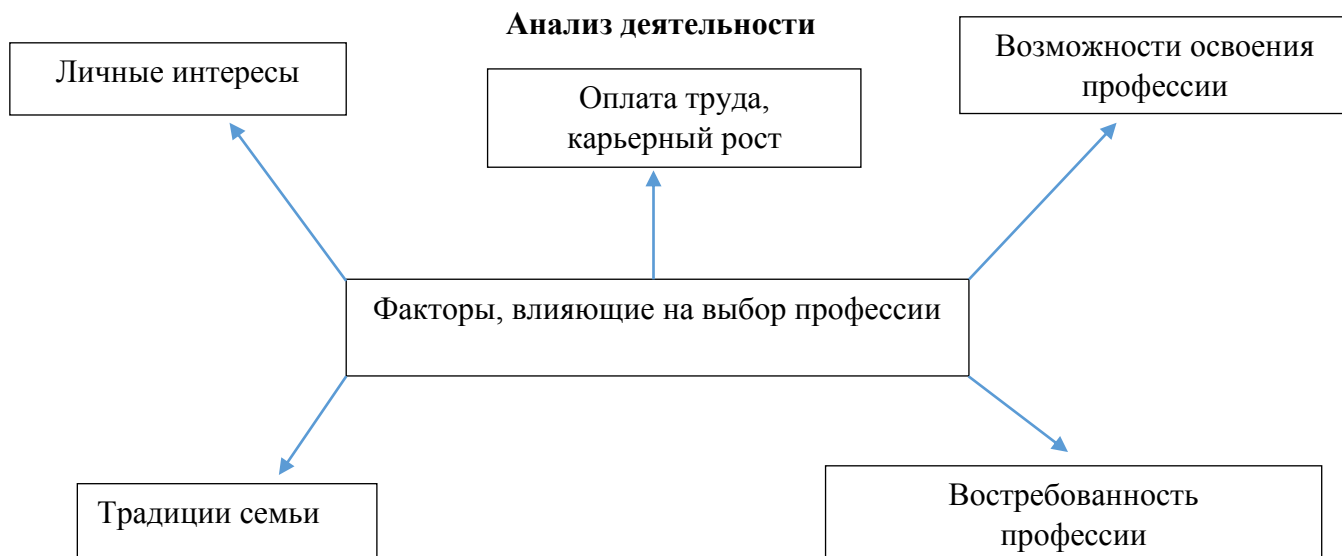 Анализ деятельности
Личные интересы
Оплата труда,
карьерный рост
Возможности освоения
профессии
Факторы, влияющие на выбор профессии
Традиции семьи
Востребованность
профессии